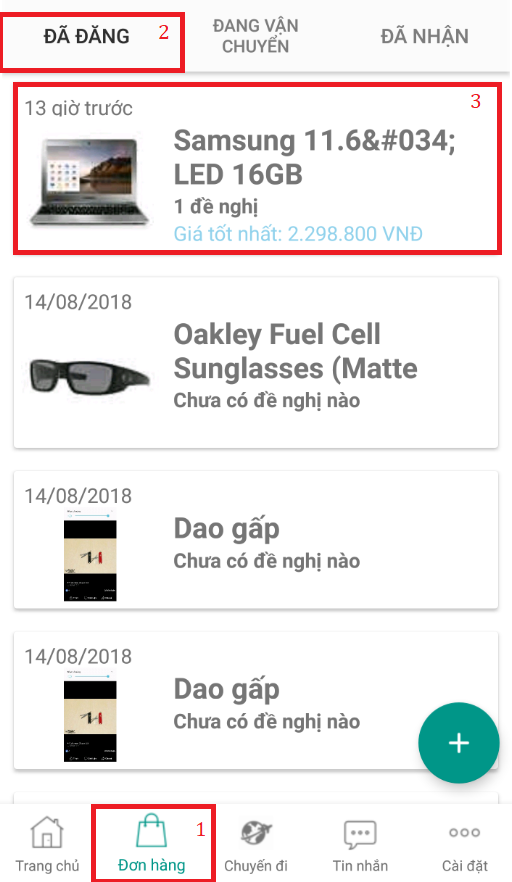 ĐÃ ĐĂNG 2
ĐANG VẬN
CHUYỂN
ĐÃ NHẬN
13 giờ trước
3
Samsung 11.6&#034;
LED 16GB
1 đề nghị
Giá tốt nhất: 2.298.800 VNĐ
14/08/2018
Oakley Fuel Cell
Sunglasses (Matte
Chưa có đề nghị nào
14/08/2018
Dao gấp
Chưa có đề nghị nào
14/08/2018
Dao gấp
Chưa có đề nghị nào
+
1
Trang chủ
Đơn hàng
Chuyến đi
Tin nhắn
Cài đặt